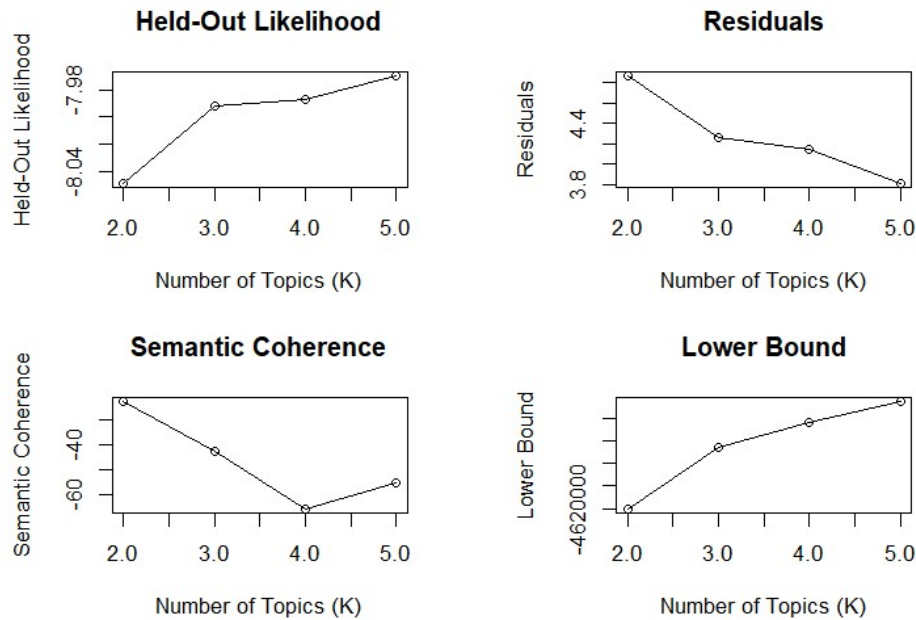 Held-Out Likelihood
Held-Out Likelihood
-7.98
-8.04
2.0 3.0 4.0 5.0
Number of Topics (K)
Residuals
Residuals
4.4
3.8
2.0 3.0 4.0 5.0
Number of Topics (K)
Semantic Coherence
Semantic Coherence
-40
-60
2.0 3.0 4.0 5.0
Number of Topics (K)
Lower Bound
Lower Bound
-4620000
2.0 3.0 4.0 5.0
Number of Topics (K)